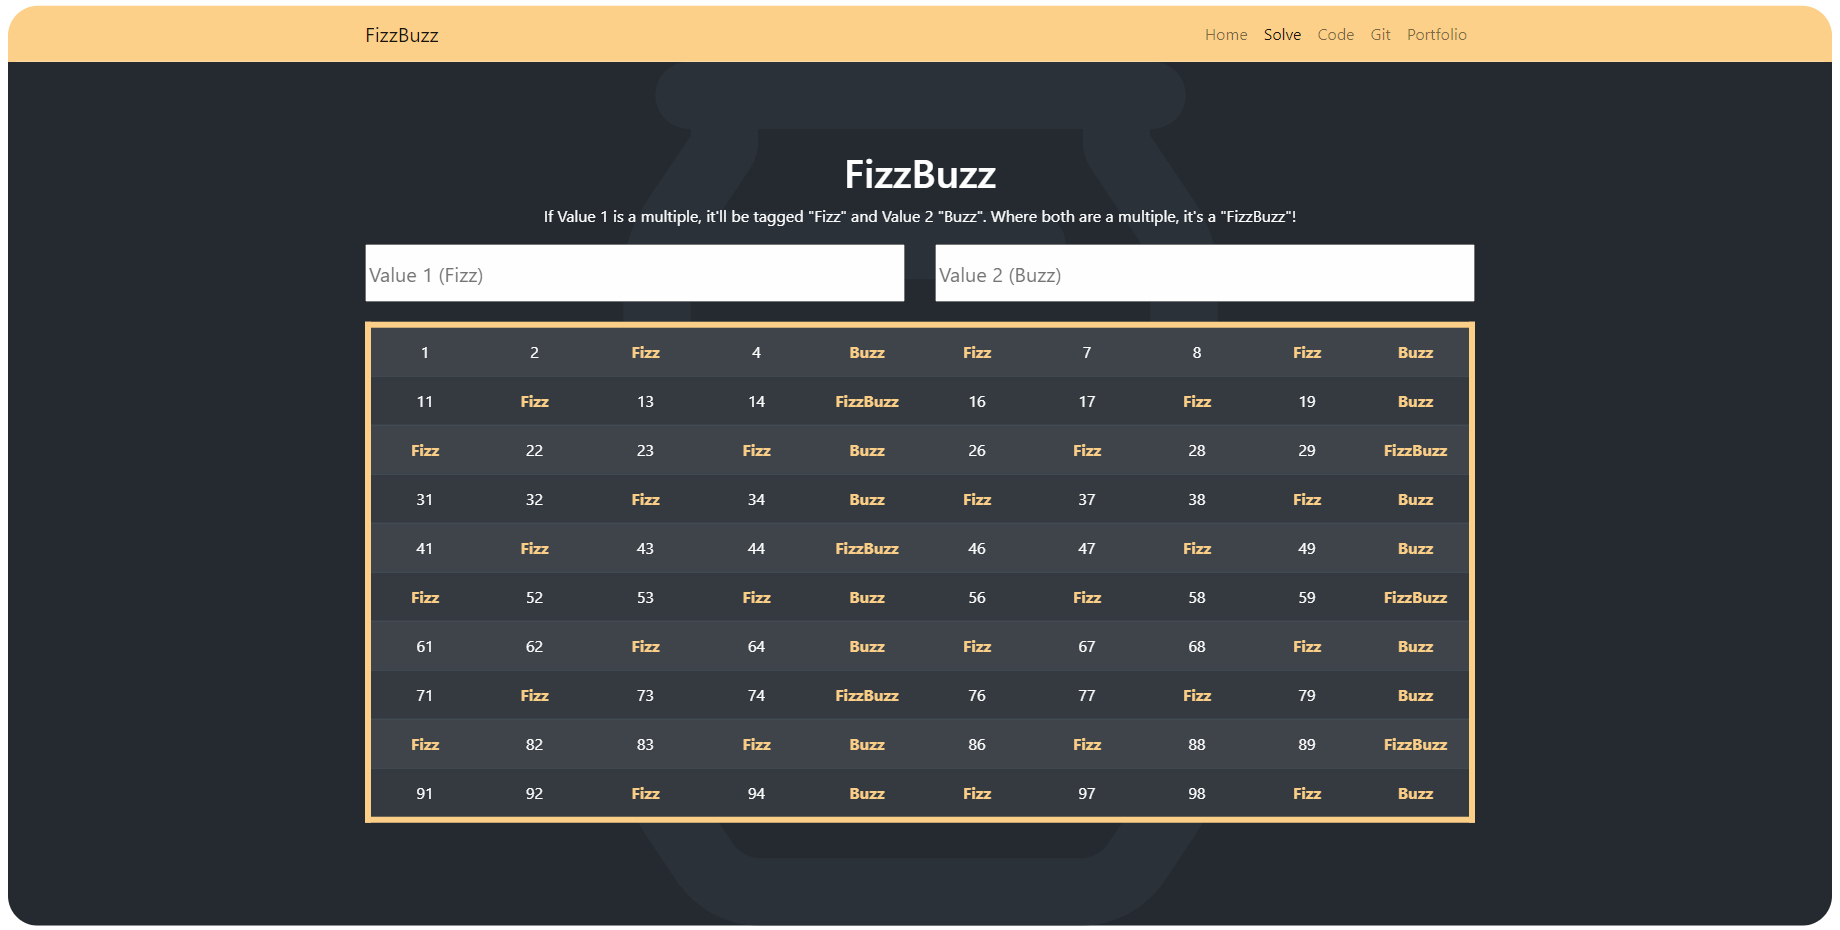 FizzBuzz Home Solve Code Git Portfolio
FizzBuzz
If Value 1 is a multiple, it'll be tagged "Fizz" and Value 2 "Buzz". Where both are a multiple, it's a "FizzBuzz"!
Value 1 (Fizz) Value 2 (Buzz)
1 2 Fizz 4 Buzz Fizz 7 8 Fizz Buzz
11 Fizz 13 14 FizzBuzz 16 17 Fizz 19 Buzz
Fizz 22 23 Fizz Buzz 26 Fizz 28 29 FizzBuzz
31 32 Fizz 34 Buzz Fizz 37 38 Fizz Buzz
41 Fizz 43 44 FizzBuzz 46 47 Fizz 49 Buzz
Fizz 52 53 Fizz Buzz 56 Fizz 58 59 FizzBuzz
61 62 Fizz 64 Buzz Fizz 67 68 Fizz Buzz
71 Fizz 73 74 FizzBuzz 76 77 Fizz 79 Buzz
Fizz 82 83 Fizz Buzz 86 Fizz 88 89 FizzBuzz
91 92 Fizz 94 Buzz Fizz 97 98 Fizz Buzz